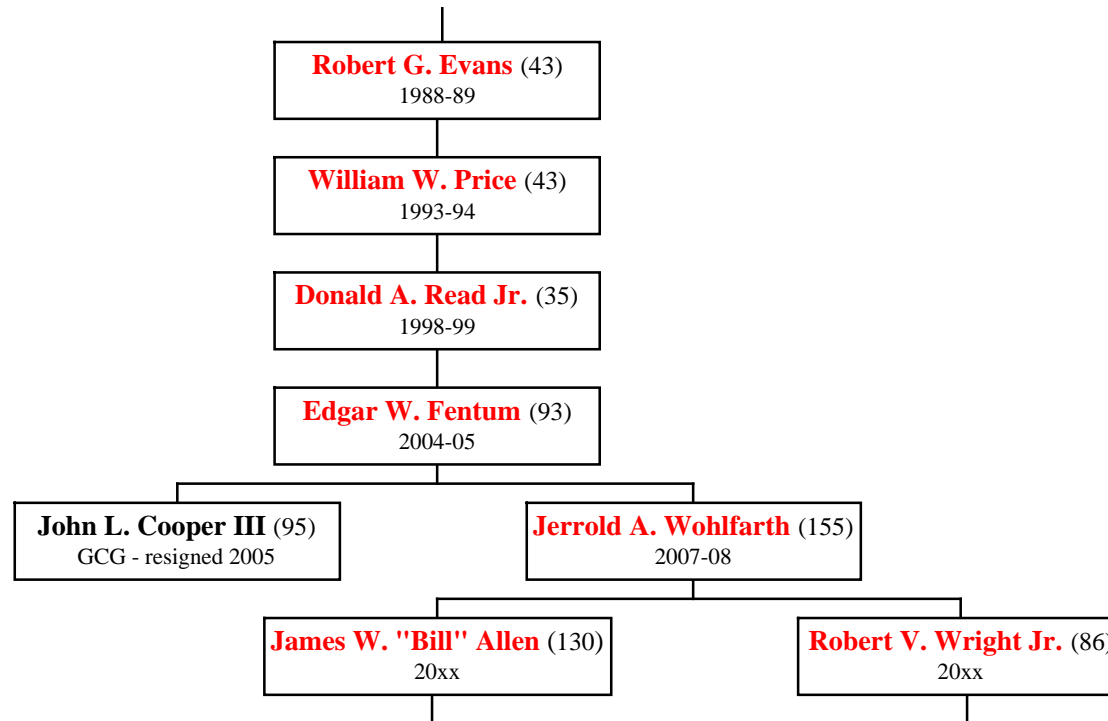 Robert G. Evans (43)
1988-89
William W. Price (43)
1993-94
Donald A. Read Jr. (35)
1998-99
Edgar W. Fentum (93)
2004-05
John L. Cooper III (95)
GCG - resigned 2005
Jerrold A. Wohlfarth (155)
2007-08
James W. "Bill" Allen (130)
20xx
Robert V. Wright Jr. (86)
20xx